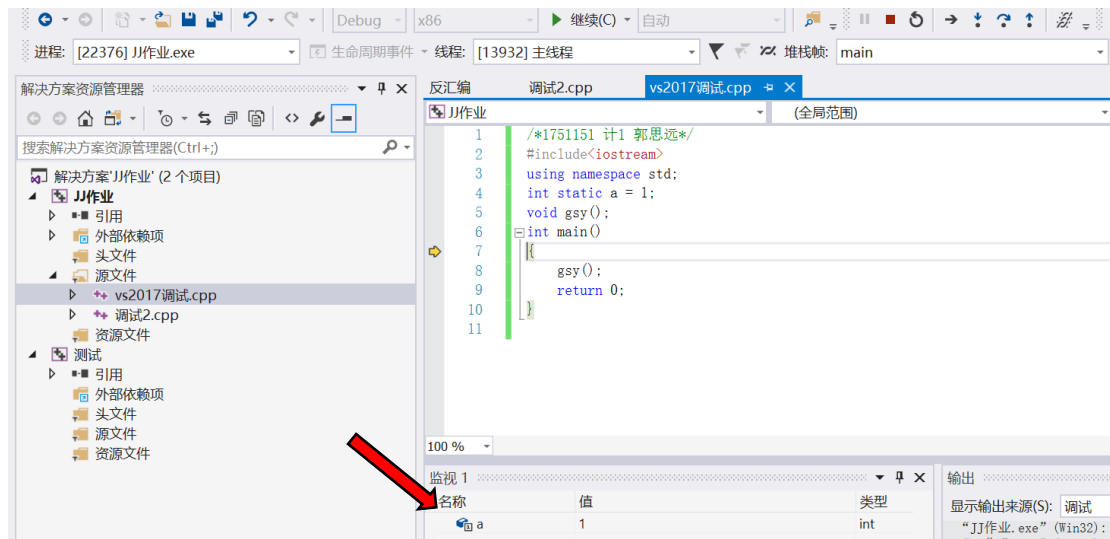 Debug x86 继续(C) 自动
进程: [22376] JJ作业.exe 生命周期事件 线程: [13932] 主线程 堆栈帧: main
解决方案资源管理器
搜索解决方案资源管理器(Ctrl+;)
解决方案'JJ作业' (2 个项目)
JJ作业
引用
外部依赖项
头文件
源文件
vs2017调试.cpp
调试2.cpp
资源文件
测试
引用
外部依赖项
头文件
源文件
资源文件
反汇编 调试2.cpp vs2017调试.cpp
JJ作业 (全局范围)
1 /*1751151 计1 郭思远*/
2 #include<iostream>
3 using namespace std;
4 int static a = 1;
5 void gsy();
6 int main()
7 {
8 gsy();
9 return 0;
10 }
11
100 %
监视 1
名称 值 类型
a 1 int
输出
显示输出来源(S): 调试
“JJ作业.exe” (Win32):